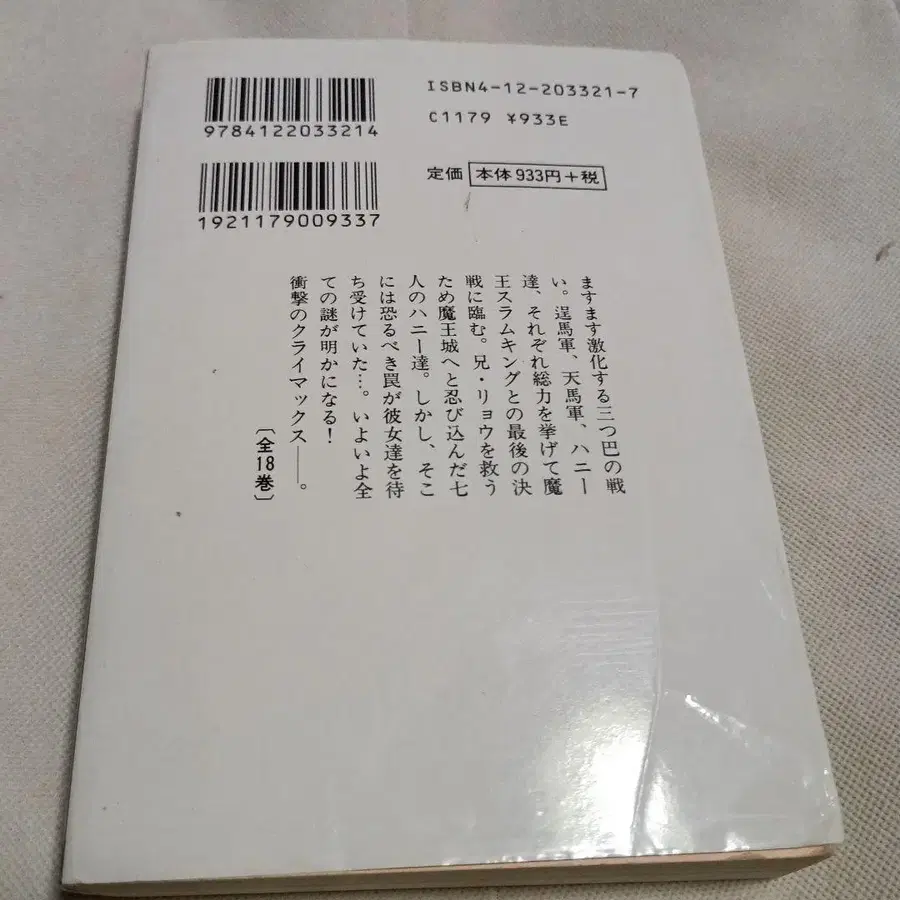 9784122033214
ISBN4-12-203321-7
C1179 ¥933E
1921179009337
定価 本体933円+税
ますます激化する三つ巴の戦
い。逞馬軍、天馬軍、ハニー
達、それぞれ総力を挙げて魔
王スラムキングとの最後の決
戦に臨む。兄・リョウを救う
ため魔王城へと忍び込んだ七
人のハニー達。しかし、そこ
には恐るべき罠が彼女達を待
ち受けていた…。いよいよ全
ての謎が明かになる!
衝撃のクライマックス――。
〔全18巻〕